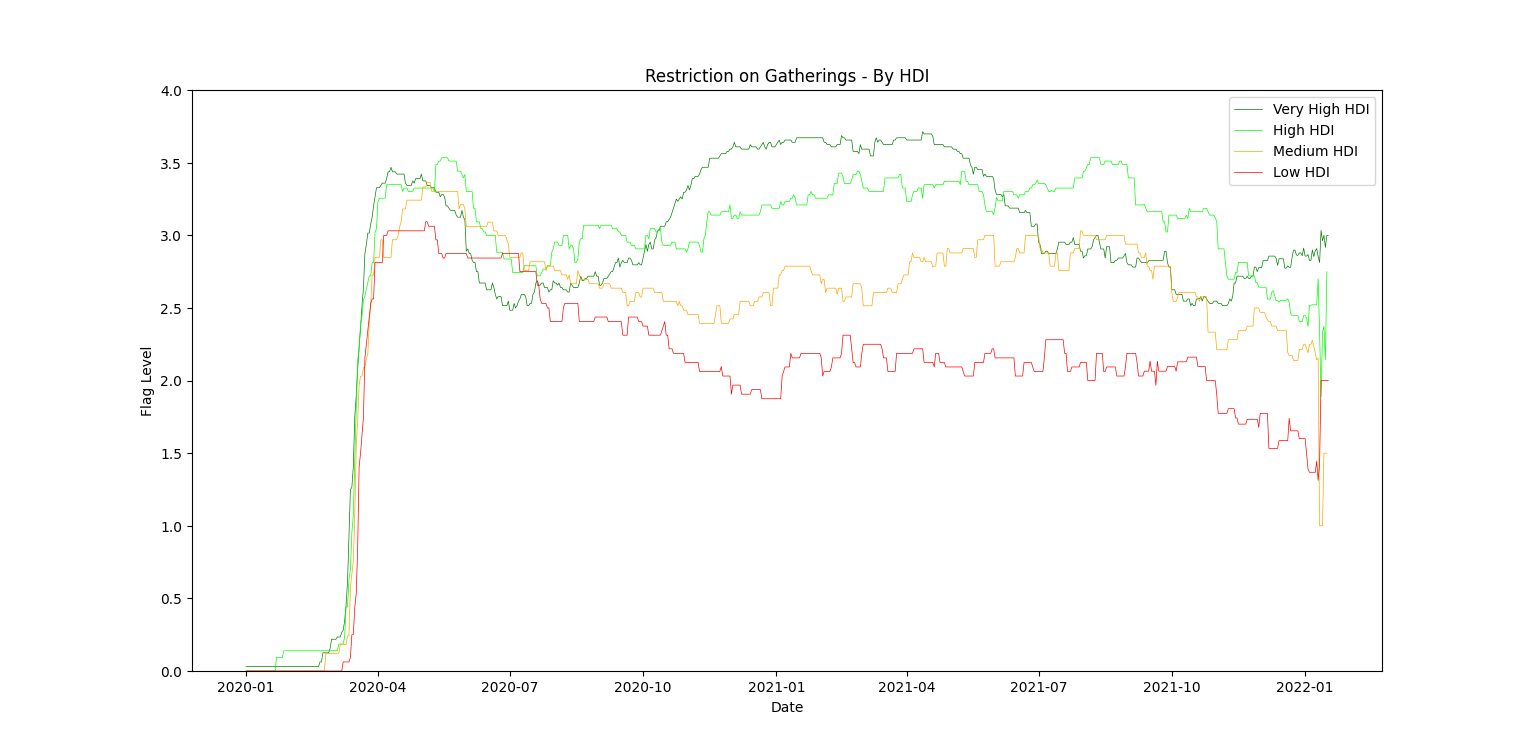 Restriction on Gatherings - By HDI
4.0
3.5
3.0
2.5
2.0
1.5
1.0
0.5
0.0
Flag Level
Very High HDI
High HDI
Medium HDI
Low HDI
2020-01 2020-04 2020-07 2020-10 2021-01 2021-04 2021-07 2021-10 2022-01
Date